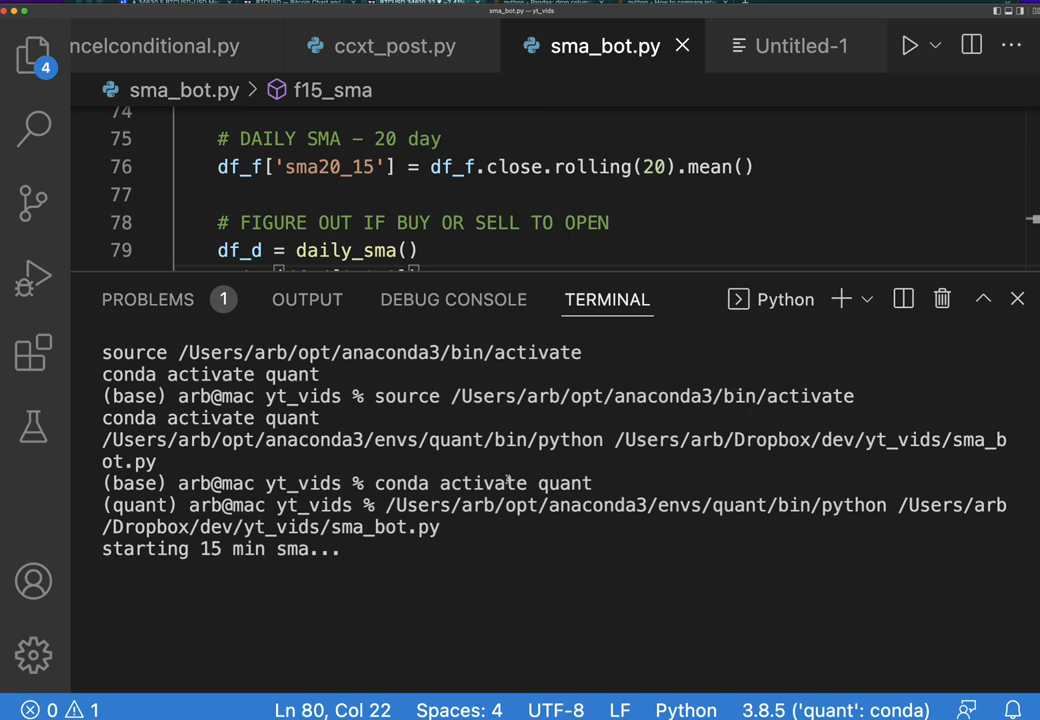 sma_bot.py — yt_vids
ncelconditional.py
ccxt_post.py
sma_bot.py
Untitled-1
sma_bot.py > f15_sma
74
75 # DAILY SMA - 20 day
76 df_f['sma20_15'] = df_f.close.rolling(20).mean()
77
78 # FIGURE OUT IF BUY OR SELL TO OPEN
79 df_d = daily_sma()
4
PROBLEMS 1 OUTPUT DEBUG CONSOLE TERMINAL Python
source /Users/arb/opt/anaconda3/bin/activate
conda activate quant
(base) arb@mac yt_vids % source /Users/arb/opt/anaconda3/bin/activate
conda activate quant
/Users/arb/opt/anaconda3/envs/quant/bin/python /Users/arb/Dropbox/dev/yt_vids/sma_b
ot.py
(base) arb@mac yt_vids % conda activate quant
(quant) arb@mac yt_vids % /Users/arb/opt/anaconda3/envs/quant/bin/python /Users/arb
/Dropbox/dev/yt_vids/sma_bot.py
starting 15 min sma...
0 1 Ln 80, Col 22 Spaces: 4 UTF-8 LF Python 3.8.5 ('quant': conda)